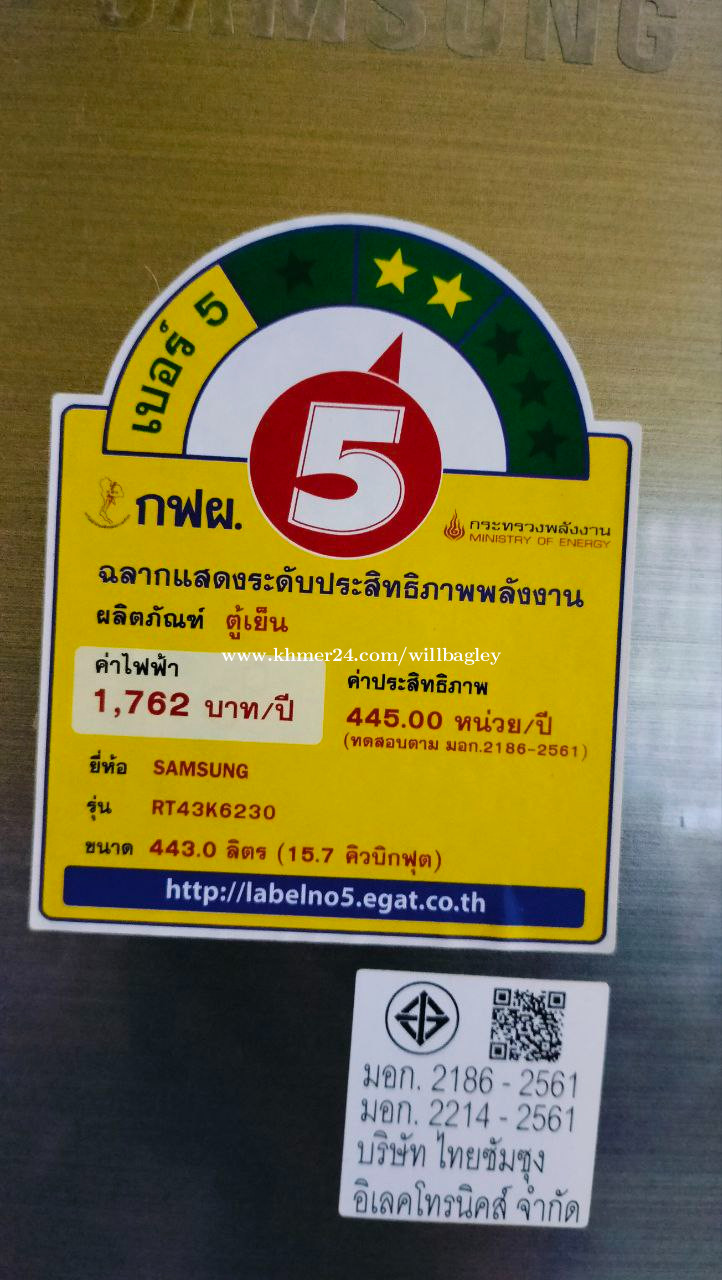 SAMSUNG
เบอร์ 5
5
กฟผ.
กระทรวงพลังงาน
MINISTRY OF ENERGY
ฉลากแสดงระดับประสิทธิภาพพลังงาน
ผลิตภัณฑ์ ตู้เย็น
www.khmer24.com/willbagley
ค่าไฟฟ้า
1,762 บาท/ปี
ค่าประสิทธิภาพ
445.00 หน่วย/ปี
(ทดสอบตาม มอก.2186-2561)
ยี่ห้อ SAMSUNG
รุ่น RT43K6230
ขนาด 443.0 ลิตร (15.7 คิวบิกฟุต)
http://labelno5.egat.co.th
มอก. 2186 - 2561
มอก. 2214 - 2561
บริษัท ไทยซัมซุง
อิเลคโทรนิคส์ จำกัด